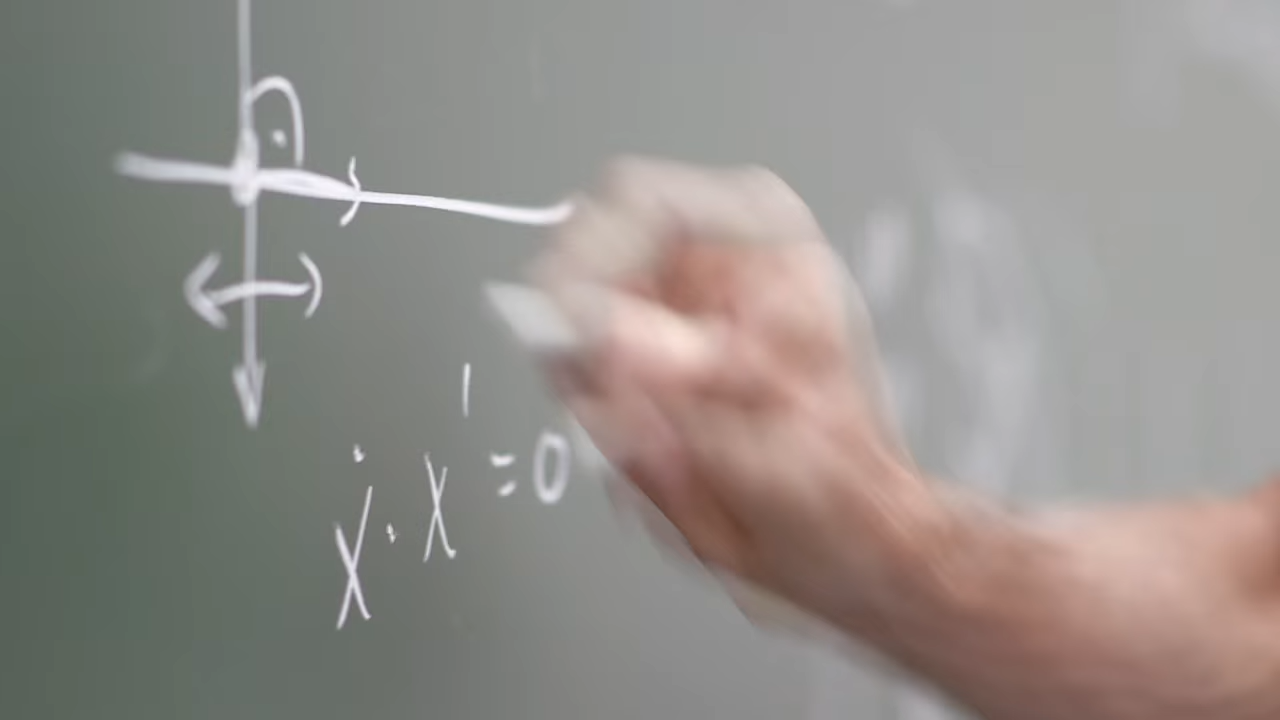 ẋ · x' = 0